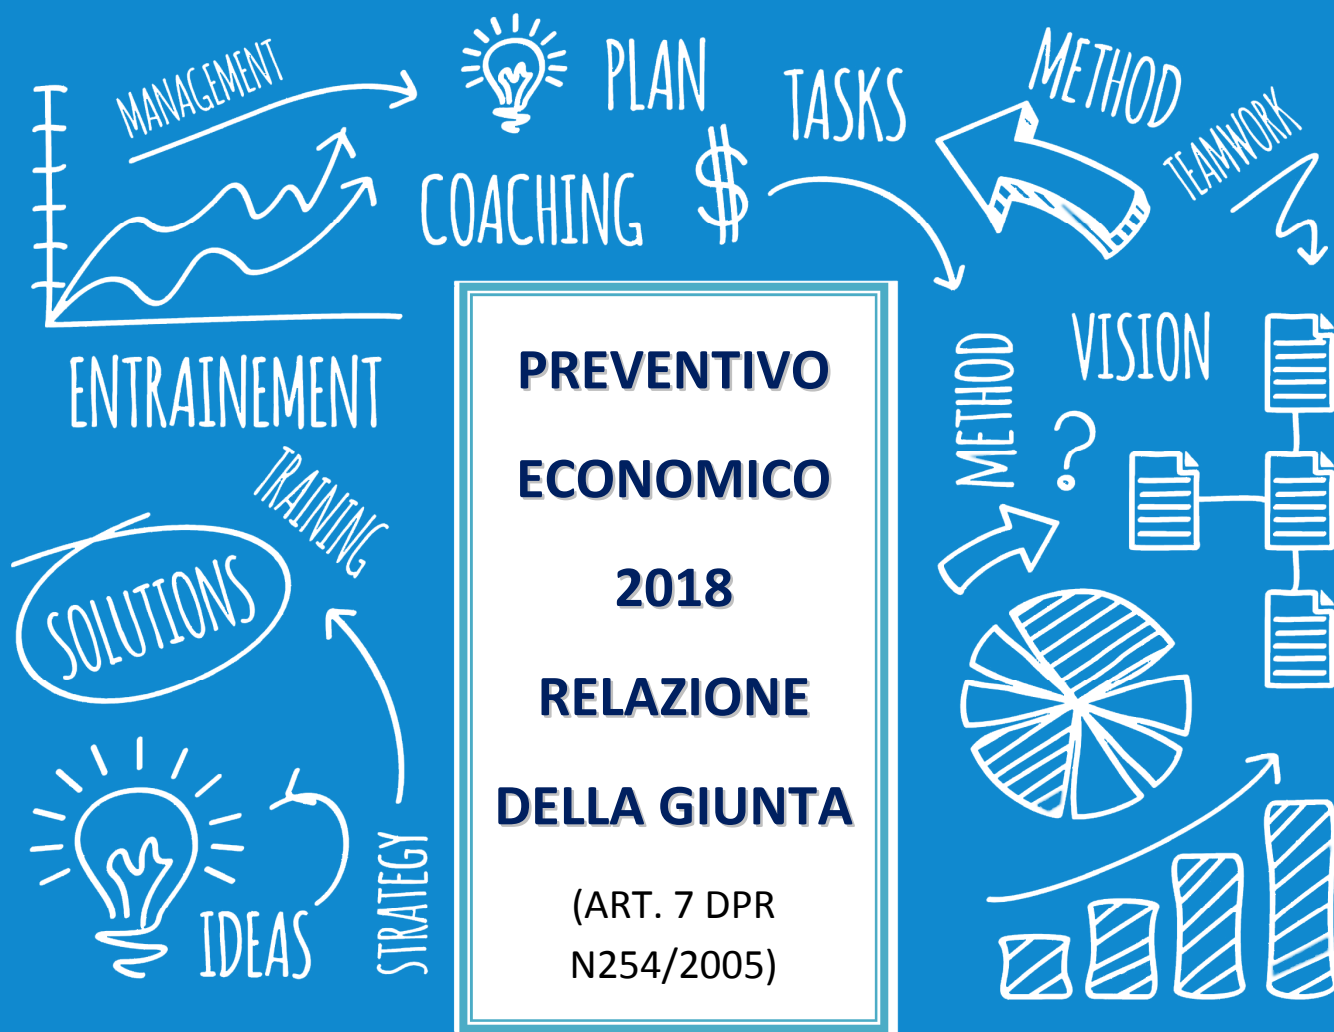 MANAGEMENT
PLAN
TASKS
METHOD
TEAMWORK
COACHING
$
ENTRAINEMENT
TRAINING
SOLUTIONS
IDEAS
STRATEGY
METHOD
VISION
?
PREVENTIVO
ECONOMICO
2018
RELAZIONE
DELLA GIUNTA
(ART. 7 DPR
N254/2005)